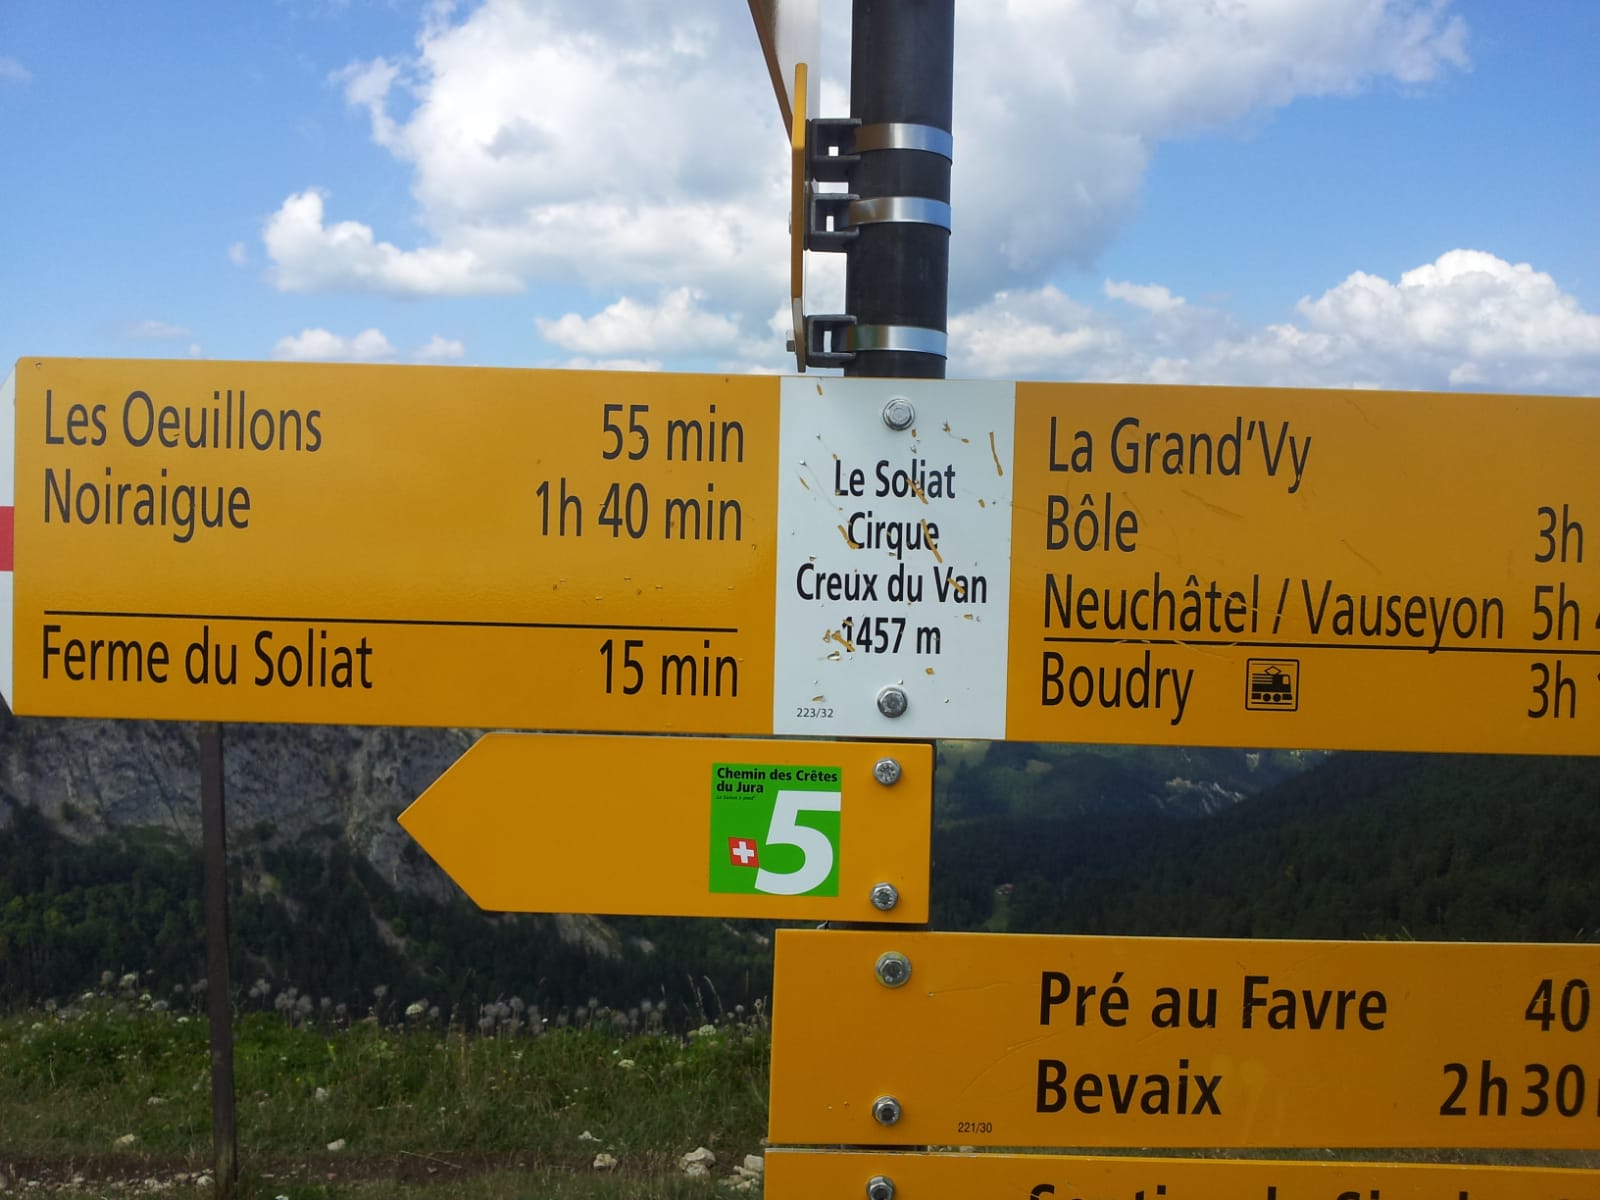 Les Oeuillons 55 min
Noiraigue 1h 40 min
Ferme du Soliat 15 min
Le Soliat
Cirque
Creux du Van
1457 m
223/32
La Grand'Vy
Bôle 3h
Neuchâtel / Vauseyon 5h
Boudry 3h
Chemin des Crêtes
du Jura
5
Pré au Favre 40
Bevaix 2h30
221/30